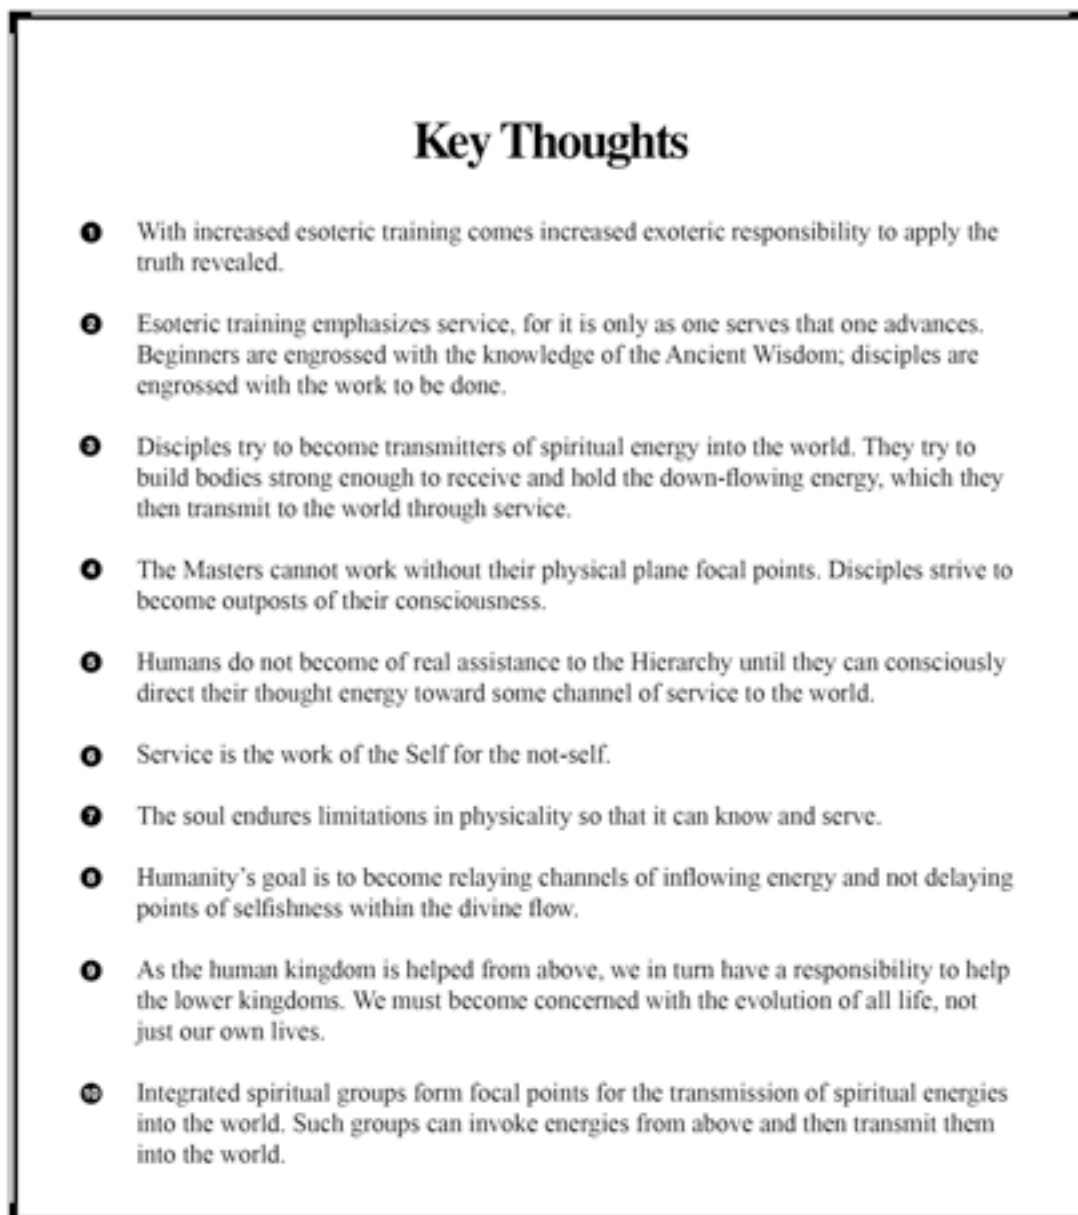 Key Thoughts
1 With increased esoteric training comes increased exoteric responsibility to apply the
truth revealed.
2 Esoteric training emphasizes service, for it is only as one serves that one advances.
Beginners are engrossed with the knowledge of the Ancient Wisdom; disciples are
engrossed with the work to be done.
3 Disciples try to become transmitters of spiritual energy into the world. They try to
build bodies strong enough to receive and hold the down-flowing energy, which they
then transmit to the world through service.
4 The Masters cannot work without their physical plane focal points. Disciples strive to
become outposts of their consciousness.
5 Humans do not become of real assistance to the Hierarchy until they can consciously
direct their thought energy toward some channel of service to the world.
6 Service is the work of the Self for the not-self.
7 The soul endures limitations in physicality so that it can know and serve.
8 Humanity's goal is to become relaying channels of inflowing energy and not delaying
points of selfishness within the divine flow.
9 As the human kingdom is helped from above, we in turn have a responsibility to help
the lower kingdoms. We must become concerned with the evolution of all life, not
just our own lives.
10 Integrated spiritual groups form focal points for the transmission of spiritual energies
into the world. Such groups can invoke energies from above and then transmit them
into the world.